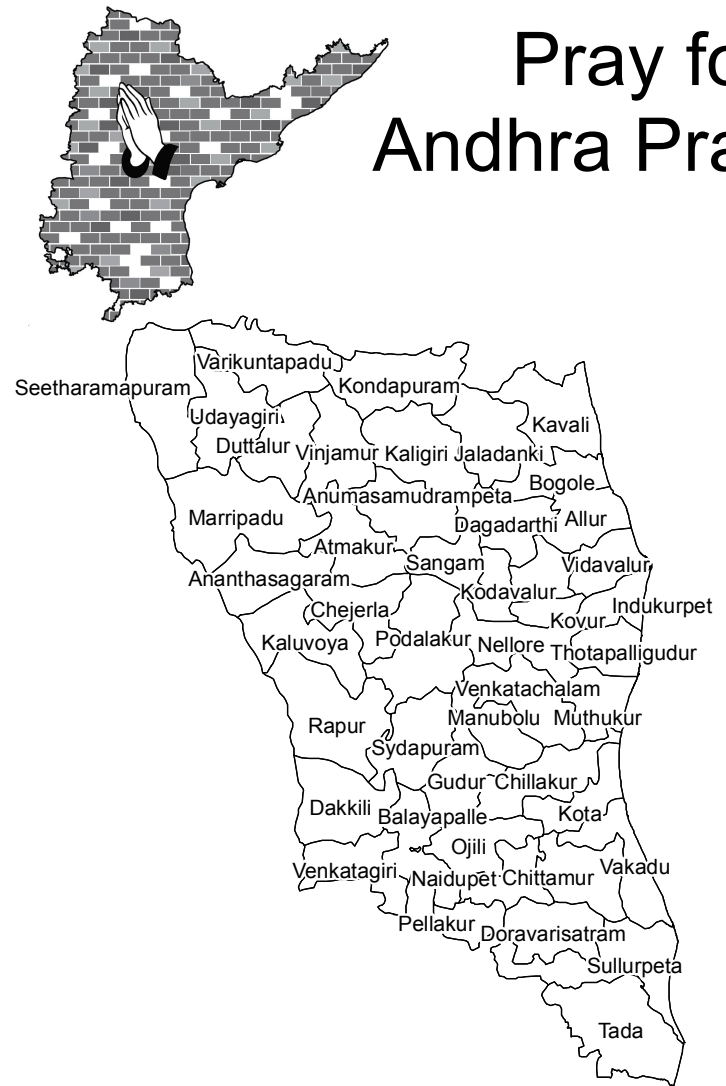 Pray fo
Andhra Pra
Varikuntapadu
Seetharamapuram
Kondapuram
Udayagiri
Kavali
Duttalur
Vinjamur
Kaligiri
Jaladanki
Bogole
Anumasamudrampeta
Marripadu
Dagadarthi
Allur
Atmakur
Sangam
Vidavalur
Ananthasagaram
Kodavalur
Chejerla
Indukurpet
Kovur
Kaluvoya
Podalakur
Nellore
Thotapalligudur
Venkatachalam
Rapur
Manubolu
Muthukur
Sydapuram
Gudur
Chillakur
Dakkili
Balayapalle
Kota
Ojili
Venkatagiri
Naidupet
Chittamur
Vakadu
Pellakur
Doravarisatram
Sullurpeta
Tada